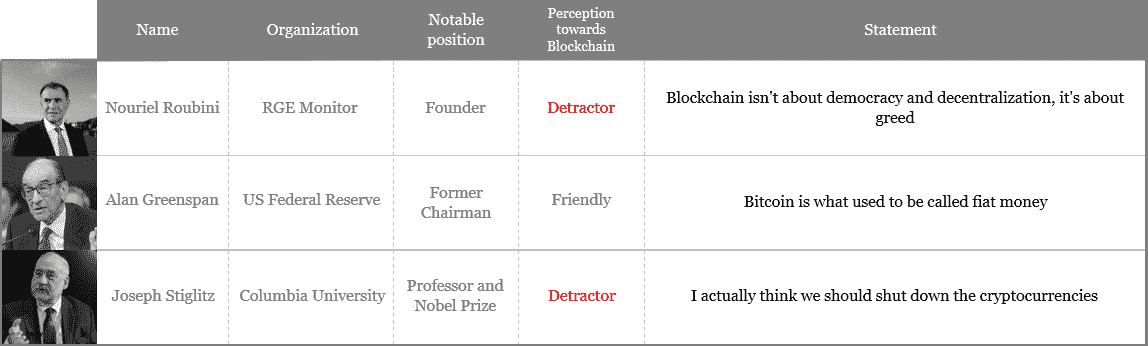 Name
Organization
Notable
position
Perception
towards
Blockchain
Statement
Nouriel Roubini
RGE Monitor
Founder
Detractor
Blockchain isn't about democracy and decentralization, it's about
greed
Alan Greenspan
US Federal Reserve
Former
Chairman
Friendly
Bitcoin is what used to be called fiat money
Joseph Stiglitz
Columbia University
Professor and
Nobel Prize
Detractor
I actually think we should shut down the cryptocurrencies